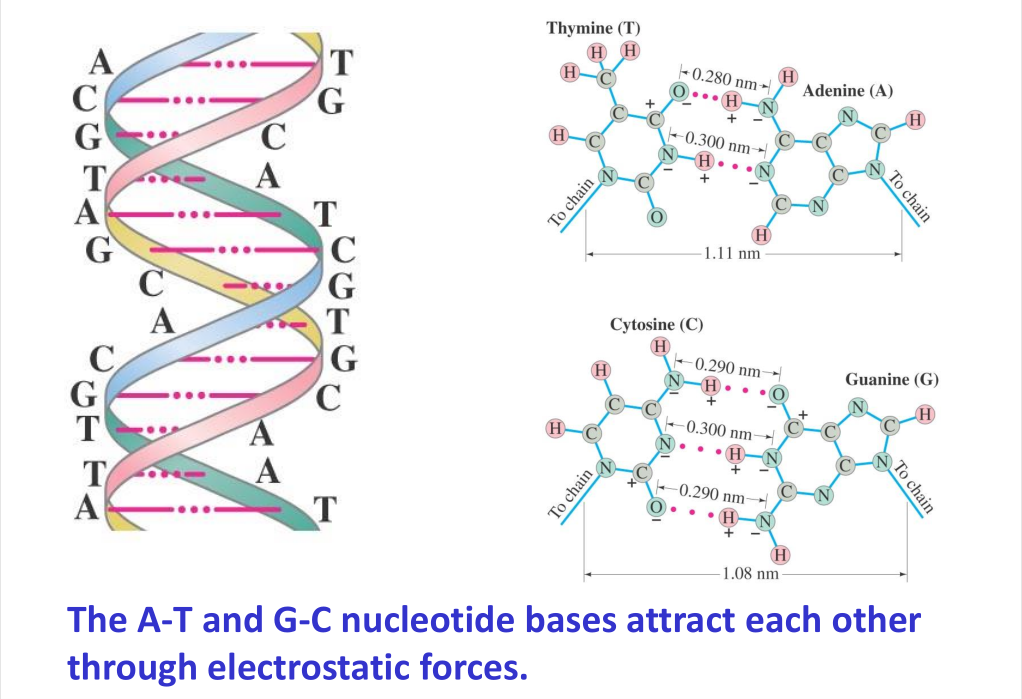 A T
C G
G C
T A
A T
G C
C G
A T
C G
G C
T A
T A
A T
Thymine (T)
H H
H C
0.280 nm
H
Adenine (A)
O H N
+ − +
N
H
C C
H C
0.300 nm
C C C
N H N
− + −
N C
C N
To chain
N C
O
C N
H
To chain
1.11 nm
Cytosine (C)
H
0.290 nm
H
N H O
− + −
Guanine (G)
C C
+
N
H
H C
0.300 nm
C C C
N H N
− + −
N C
+
C N
To chain
0.290 nm
C N
To chain
O H N
− + −
H
1.08 nm
The A-T and G-C nucleotide bases attract each other
through electrostatic forces.